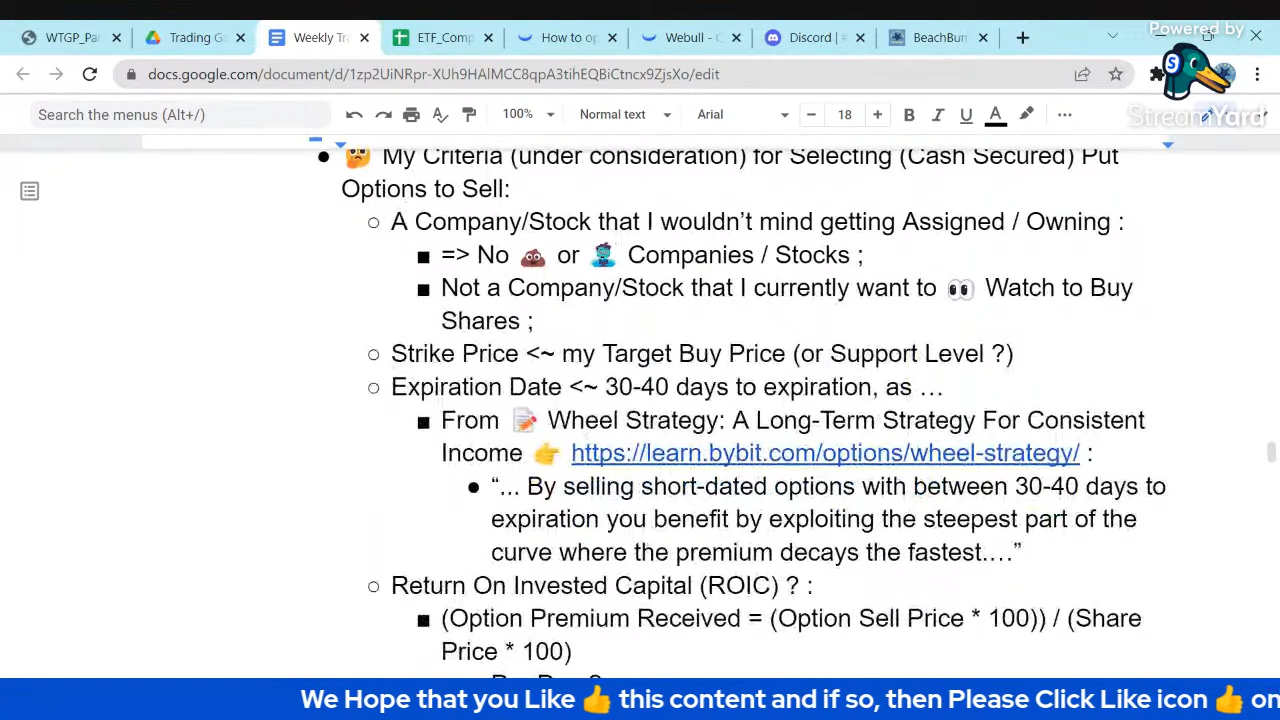 Powered by
WTGP_Pa
Trading Ga
Weekly Tra
ETF_Comp
How to op
Webull - C
Discord | #
BeachBun
docs.google.com/document/d/1zp2UiNRpr-XUh3HAllNCC8qpA3tihEQBiCtncx9ZjsXo/edit
StreamYard
Search the menus (Alt+/)
100%
Normal text
Arial
18
● 🤔 My Criteria (under consideration) for Selecting (Cash Secured) Put
Options to Sell:
○ A Company/Stock that I wouldn’t mind getting Assigned / Owning :
■ => No 💩 or 🧟 Companies / Stocks ;
■ Not a Company/Stock that I currently want to 👀 Watch to Buy
Shares ;
○ Strike Price <~ my Target Buy Price (or Support Level ?)
○ Expiration Date <~ 30-40 days to expiration, as …
■ From 📝 Wheel Strategy: A Long-Term Strategy For Consistent
Income 👉 https://learn.bybit.com/options/wheel-strategy/ :
● “... By selling short-dated options with between 30-40 days to
expiration you benefit by exploiting the steepest part of the
curve where the premium decays the fastest.…”
○ Return On Invested Capital (ROIC) ? :
■ (Option Premium Received = (Option Sell Price * 100)) / (Share
Price * 100)
We Hope that you Like 👍 this content and if so, then Please Click Like icon 👍 on